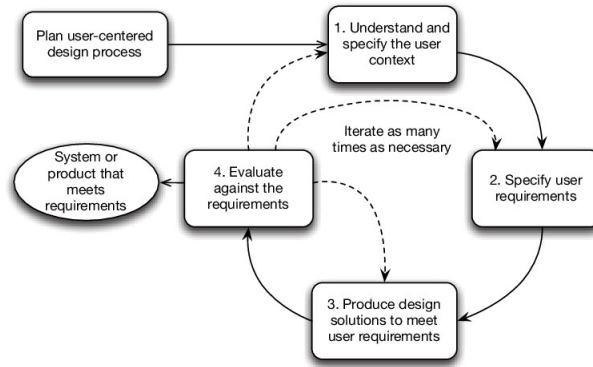 Plan user-centered
design process
1. Understand and
specify the user
context
Iterate as many
times as necessary
System or
product that
meets
requirements
4. Evaluate
against the
requirements
2. Specify user
requirements
3. Produce design
solutions to meet
user requirements